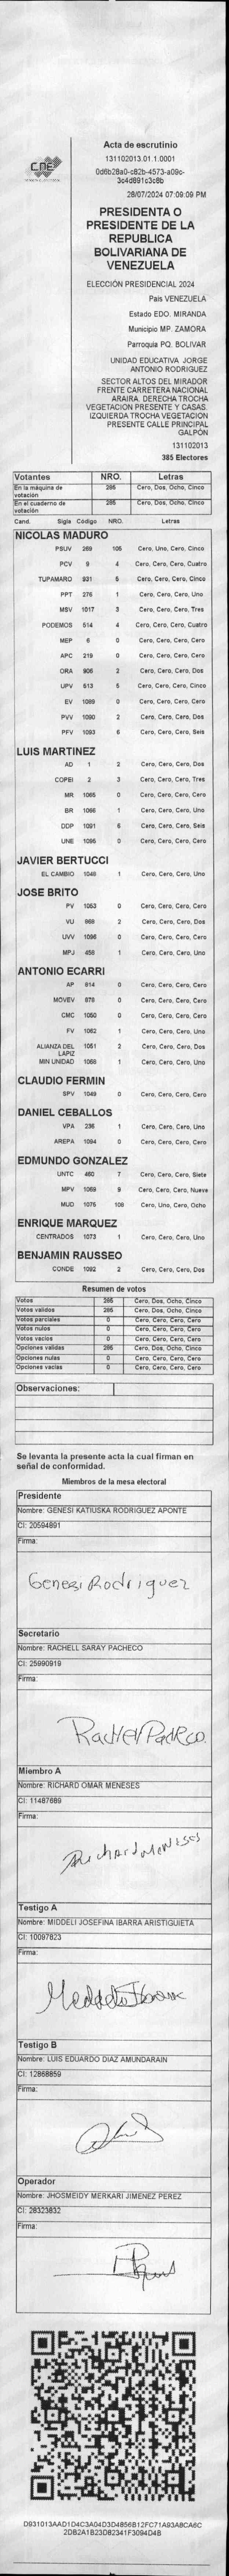 CNE
Acta de escrutinio
131102013.01.1.0001
0d6b28a0-c82b-4573-a09c-
3c4d891c3c8b
28/07/2024 07:09:09 PM
PRESIDENTA O
PRESIDENTE DE LA
REPUBLICA
BOLIVARIANA DE
VENEZUELA
ELECCIÓN PRESIDENCIAL 2024
País VENEZUELA
Estado EDO. MIRANDA
Municipio MP. ZAMORA
Parroquia PQ. BOLIVAR
UNIDAD EDUCATIVA JORGE
ANTONIO RODRIGUEZ
SECTOR ALTOS DEL MIRADOR
FRENTE CARRETERA NACIONAL
ARAIRA. DERECHA TROCHA
VEGETACION PRESENTE Y CASAS.
IZQUIERDA TROCHA VEGETACION
PRESENTE CALLE PRINCIPAL
GALPÓN
131102013
385 Electores
Votantes NRO. Letras
En la máquina de votación 285 Cero, Dos, Ocho, Cinco
En el cuaderno de votación 285 Cero, Dos, Ocho, Cinco
Cand. Sigla Código NRO. Letras
NICOLAS MADURO
PSUV 269 105 Cero, Uno, Cero, Cinco
PCV 9 4 Cero, Cero, Cero, Cuatro
TUPAMARO 931 5 Cero, Cero, Cero, Cinco
PPT 276 1 Cero, Cero, Cero, Uno
MSV 1017 3 Cero, Cero, Cero, Tres
PODEMOS 514 4 Cero, Cero, Cero, Cuatro
MEP 6 0 Cero, Cero, Cero, Cero
APC 219 0 Cero, Cero, Cero, Cero
ORA 906 2 Cero, Cero, Cero, Dos
UPV 613 5 Cero, Cero, Cero, Cinco
EV 1089 0 Cero, Cero, Cero, Cero
PVV 1090 2 Cero, Cero, Cero, Dos
PFV 1093 6 Cero, Cero, Cero, Seis
LUIS MARTINEZ
AD 1 2 Cero, Cero, Cero, Dos
COPEI 2 3 Cero, Cero, Cero, Tres
MR 1065 0 Cero, Cero, Cero, Cero
BR 1066 1 Cero, Cero, Cero, Uno
DDP 1091 6 Cero, Cero, Cero, Seis
UNE 1095 0 Cero, Cero, Cero, Cero
JAVIER BERTUCCI
EL CAMBIO 1048 1 Cero, Cero, Cero, Uno
JOSE BRITO
PV 1053 0 Cero, Cero, Cero, Cero
VU 969 2 Cero, Cero, Cero, Dos
UVV 1096 0 Cero, Cero, Cero, Cero
MPJ 458 1 Cero, Cero, Cero, Uno
ANTONIO ECARRI
AP 814 0 Cero, Cero, Cero, Cero
MOVEV 878 0 Cero, Cero, Cero, Cero
CMC 1050 0 Cero, Cero, Cero, Cero
FV 1062 1 Cero, Cero, Cero, Uno
ALIANZA DEL LAPIZ 1051 2 Cero, Cero, Cero, Dos
MIN UNIDAD 1068 1 Cero, Cero, Cero, Uno
CLAUDIO FERMIN
SPV 1049 0 Cero, Cero, Cero, Cero
DANIEL CEBALLOS
VPA 236 1 Cero, Cero, Cero, Uno
AREPA 1094 0 Cero, Cero, Cero, Cero
EDMUNDO GONZALEZ
UNTC 460 7 Cero, Cero, Cero, Siete
MPV 1069 9 Cero, Cero, Cero, Nueve
MUD 1075 108 Cero, Uno, Cero, Ocho
ENRIQUE MARQUEZ
CENTRADOS 1073 1 Cero, Cero, Cero, Uno
BENJAMIN RAUSSEO
CONDE 1092 2 Cero, Cero, Cero, Dos
Resumen de votos
Votos 285 Cero, Dos, Ocho, Cinco
Votos validos 285 Cero, Dos, Ocho, Cinco
Votos parciales 0 Cero, Cero, Cero, Cero
Votos nulos 0 Cero, Cero, Cero, Cero
Votos vacios 0 Cero, Cero, Cero, Cero
Opciones validas 285 Cero, Dos, Ocho, Cinco
Opciones nulas 0 Cero, Cero, Cero, Cero
Opciones vacias 0 Cero, Cero, Cero, Cero
Observaciones:
Se levanta la presente acta la cual firman en
señal de conformidad.
Miembros de la mesa electoral
Presidente
Nombre: GENESI KATIUSKA RODRIGUEZ APONTE
CI: 20594891
Firma:
Genesi Rodriguez
Secretario
Nombre: RACHELL SARAY PACHECO
CI: 25990919
Firma:
Miembro A
Nombre: RICHARD OMAR MENESES
CI: 11487689
Firma:
Richard Meneses
Testigo A
Nombre: MIDDELI JOSEFINA IBARRA ARISTIGUIETA
CI: 10097823
Firma:
Testigo B
Nombre: LUIS EDUARDO DIAZ AMUNDARAIN
CI: 12868859
Firma:
Operador
Nombre: JHOSMEIDY MERKARI JIMENEZ PEREZ
CI: 28323832
Firma:
D931013AAD1D4C3A04D3D4856B12FC71A93A8CA6C
2DB2A1B23D82341F3094D4B